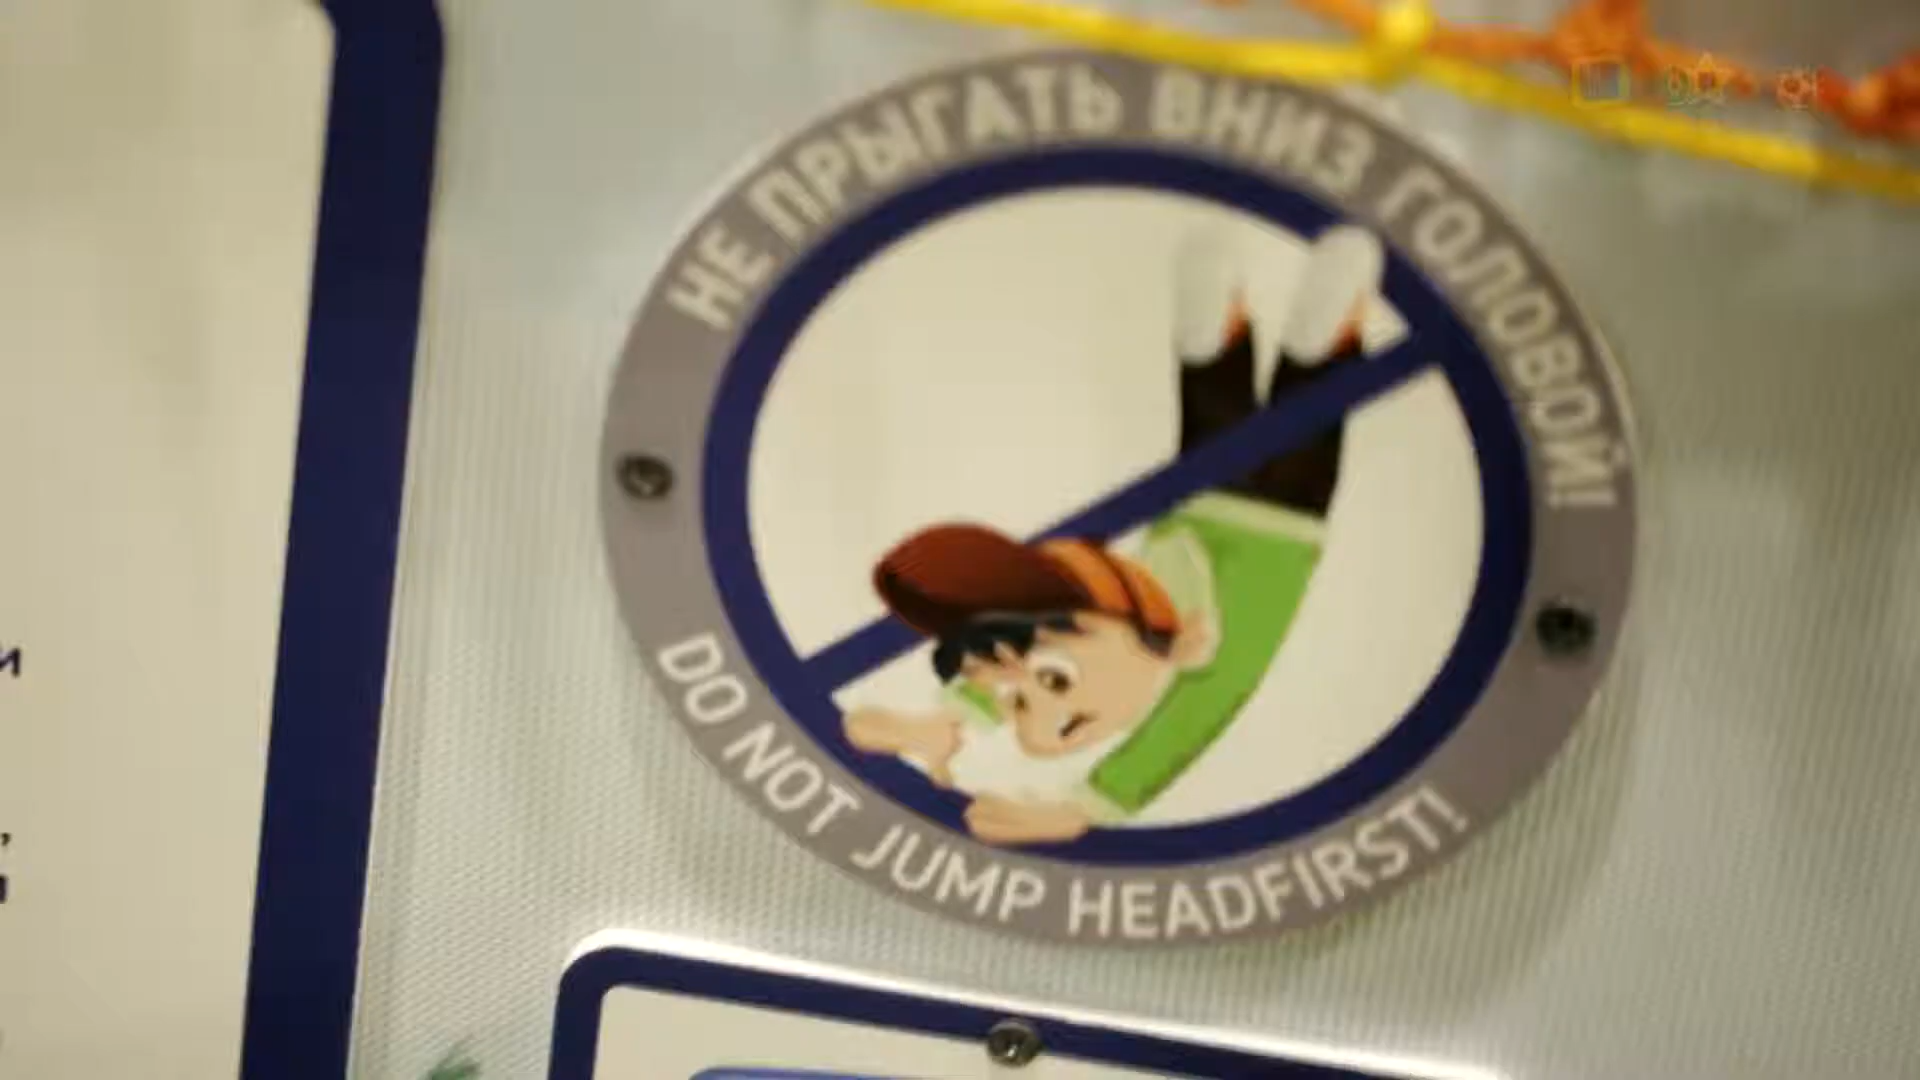 НЕ ПРЫГАТЬ ВНИЗ ГОЛОВОЙ!
DO NOT JUMP HEADFIRST!
и
,